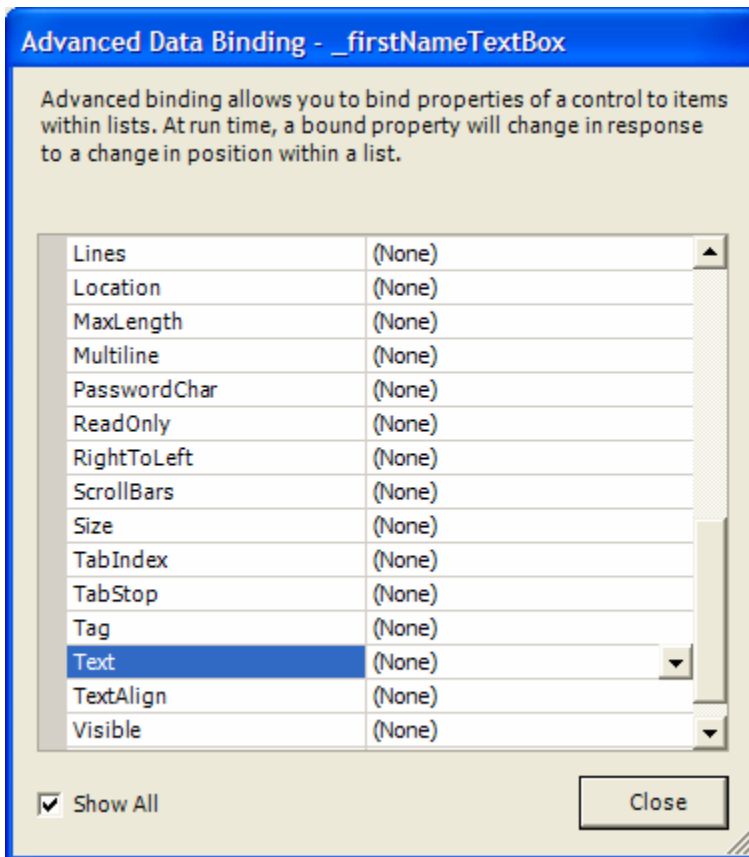 Advanced Data Binding - _firstNameTextBox
Advanced binding allows you to bind properties of a control to items
within lists. At run time, a bound property will change in response
to a change in position within a list.
Lines (None)
Location (None)
MaxLength (None)
Multiline (None)
PasswordChar (None)
ReadOnly (None)
RightToLeft (None)
ScrollBars (None)
Size (None)
TabIndex (None)
TabStop (None)
Tag (None)
Text (None)
TextAlign (None)
Visible (None)
Show All Close